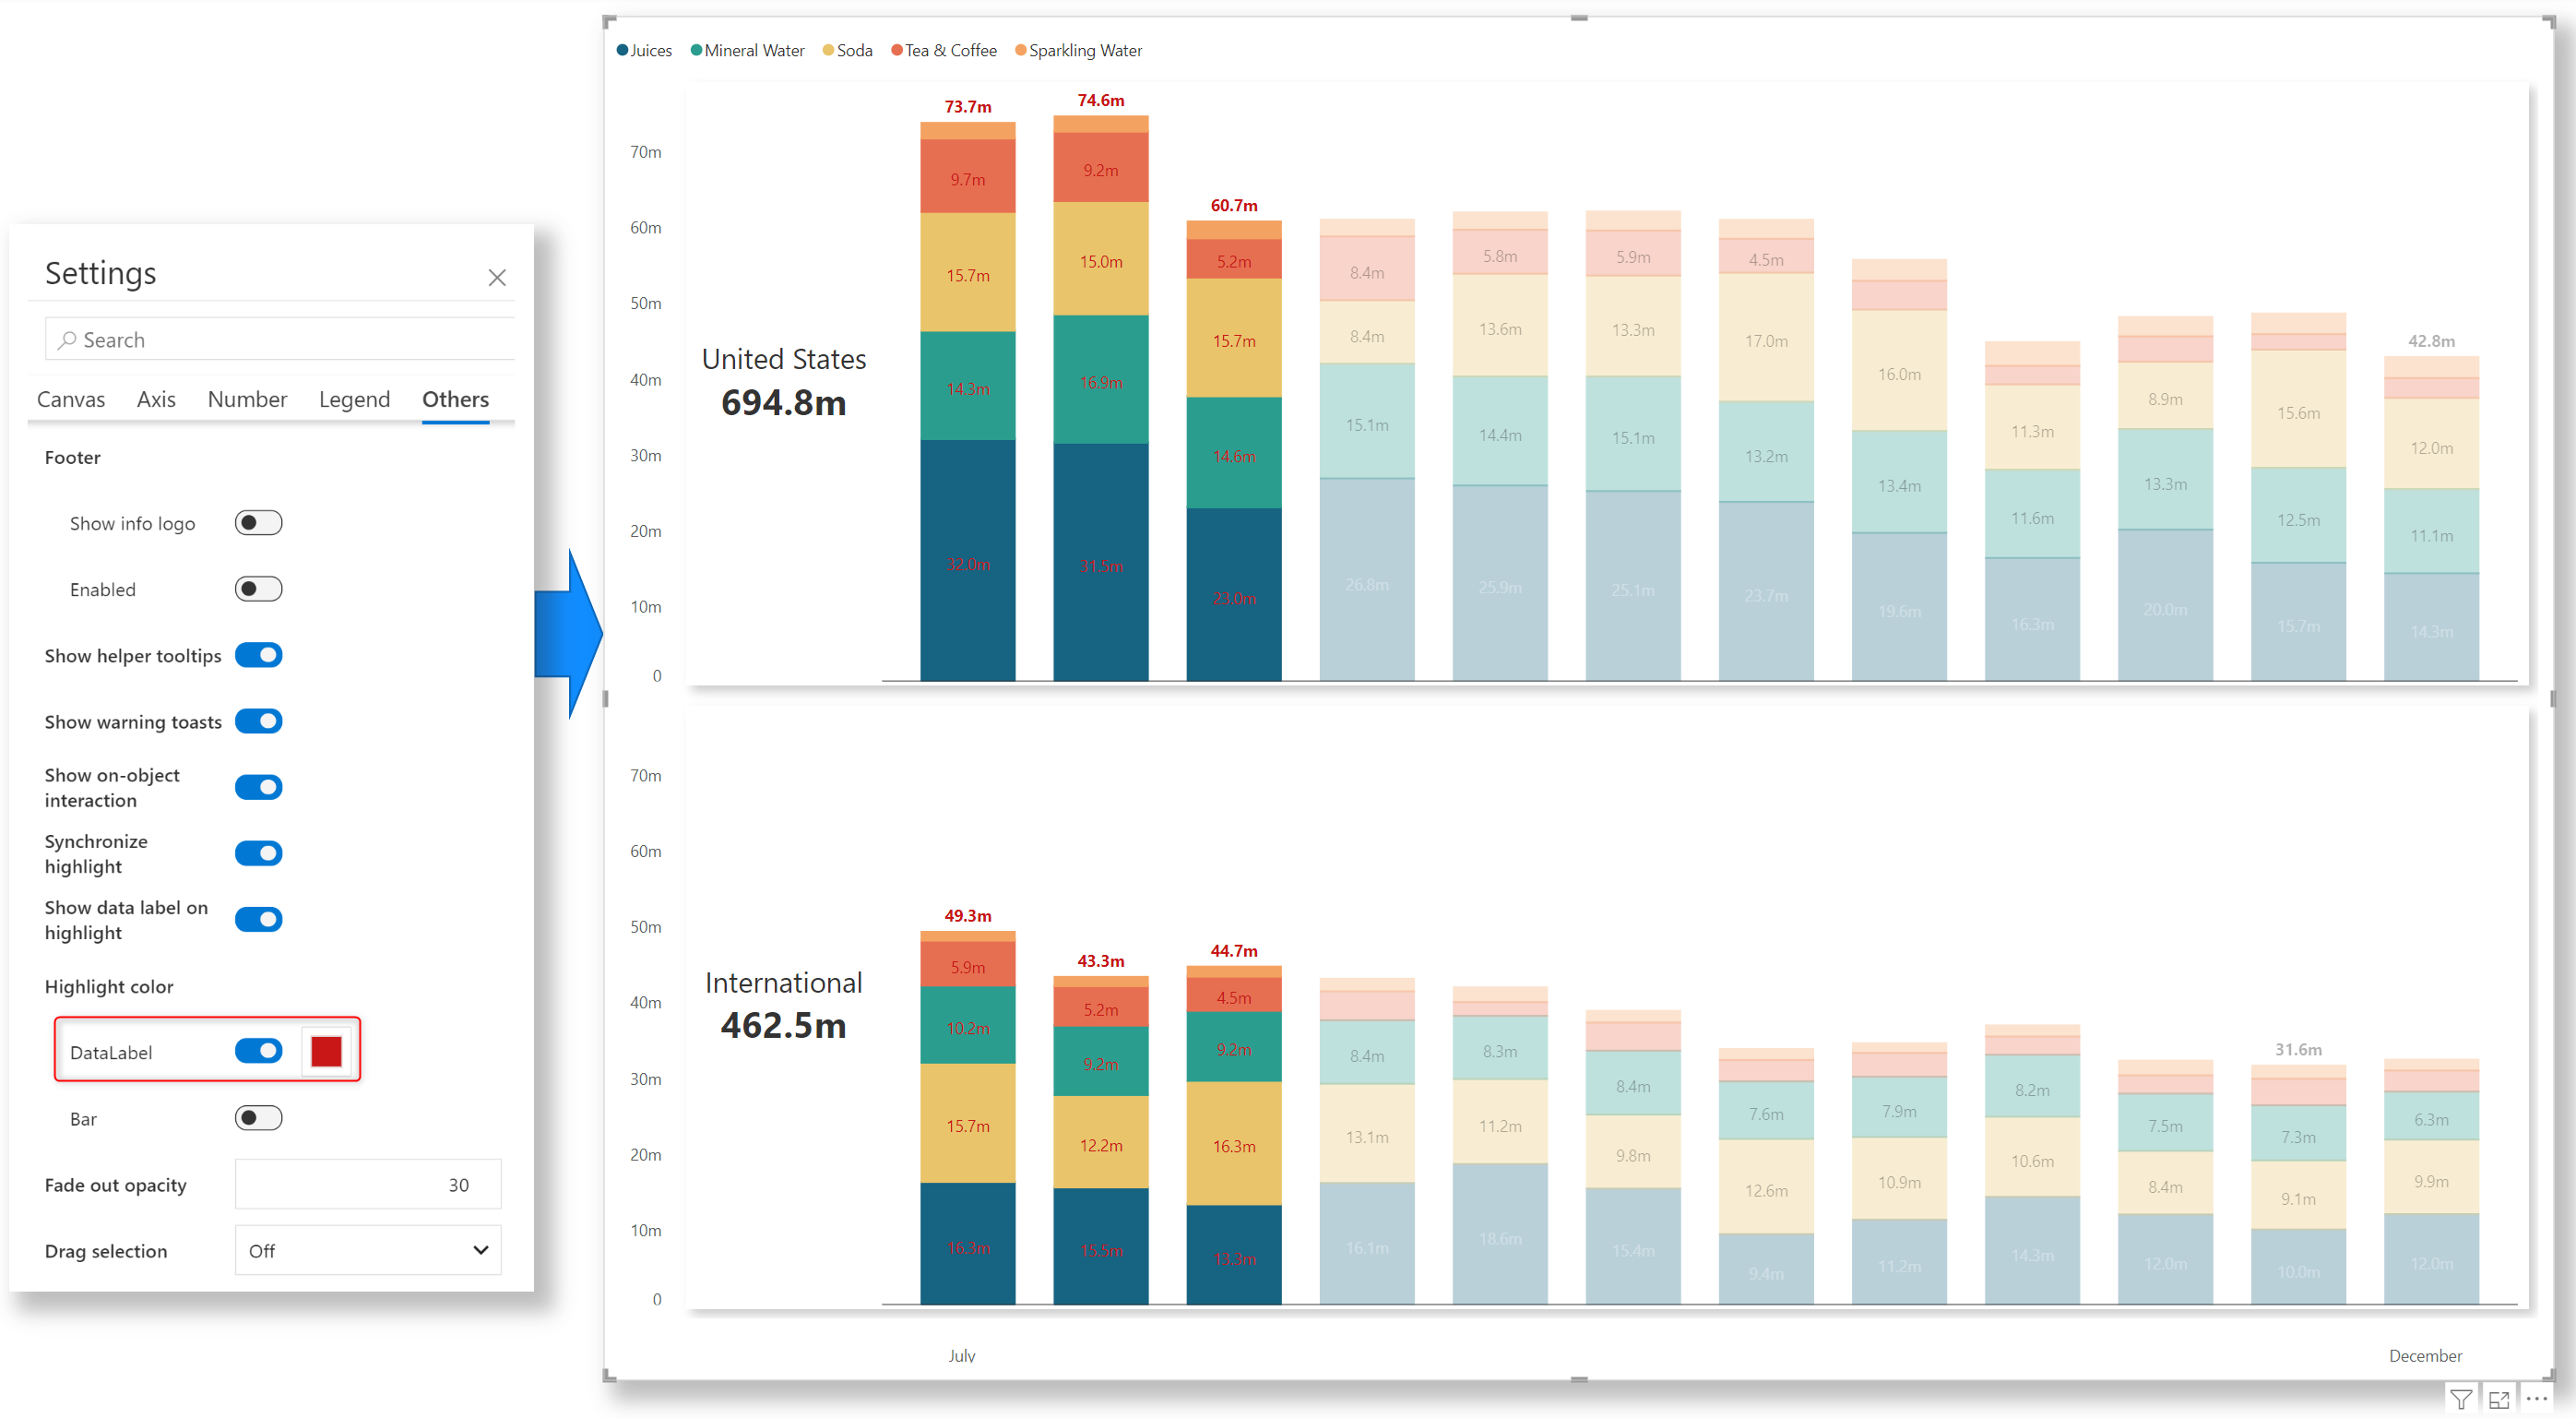 Settings
Search
Canvas Axis Number Legend Others
Footer
Show info logo
Enabled
Show helper tooltips
Show warning toasts
Show on-object
interaction
Synchronize
highlight
Show data label on
highlight
Highlight color
DataLabel
Bar
Fade out opacity 30
Drag selection Off
Juices Mineral Water Soda Tea & Coffee Sparkling Water
70m
60m
50m
40m
30m
20m
10m
0
United States
694.8m
73.7m
9.7m
15.7m
14.3m
32.0m
74.6m
9.2m
15.0m
16.9m
31.5m
60.7m
5.2m
15.7m
14.6m
23.0m
8.4m
8.4m
15.1m
26.8m
5.8m
13.6m
14.4m
25.9m
5.9m
13.3m
15.1m
25.1m
4.5m
17.0m
13.2m
23.7m
16.0m
13.4m
19.6m
11.3m
11.6m
16.3m
8.9m
13.3m
20.0m
15.6m
12.5m
15.7m
42.8m
12.0m
11.1m
14.3m
70m
60m
50m
40m
30m
20m
10m
0
International
462.5m
49.3m
5.9m
10.2m
15.7m
16.3m
43.3m
5.2m
9.2m
12.2m
15.5m
44.7m
4.5m
9.2m
16.3m
13.3m
8.4m
13.1m
16.1m
8.3m
11.2m
18.6m
8.4m
9.8m
15.4m
7.6m
12.6m
9.4m
7.9m
10.9m
11.2m
8.2m
10.6m
14.3m
7.5m
8.4m
12.0m
31.6m
7.3m
9.1m
10.0m
6.3m
9.9m
12.0m
July December